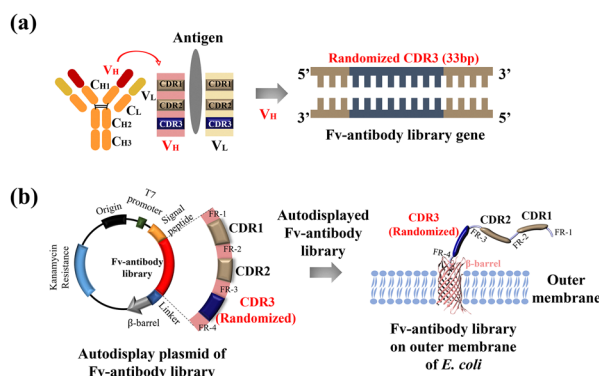 (a)
Antigen
VH
CH1
VL
CL
CH2
CH3
CDR1
CDR2
CDR3
VH
CDR1
CDR2
CDR3
VL
VH
Randomized CDR3 (33bp)
5’
3’
3’
5’
Fv-antibody library gene
(b)
Origin
T7
promoter
Signal
peptide
Kanamycin
Resistance
Fv-antibody
library
β-barrel
Linker
FR-1
CDR1
FR-2
CDR2
FR-3
CDR3
(Randomized)
FR-4
Autodisplay plasmid of
Fv-antibody library
Autodisplayed
Fv-antibody
library
CDR3
(Randomized)
CDR2
CDR1
FR-1
FR-2
FR-3
FR-4
β-barrel
Outer
membrane
Fv-antibody library
on outer membrane
of E. coli